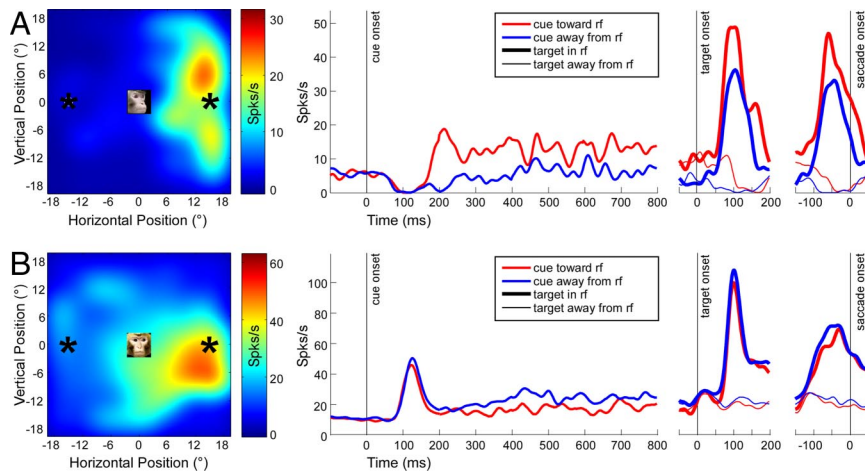 A
Vertical Position (°)
18
12
6
0
-6
-12
-18
-18 -12 -6 0 6 12 18
Horizontal Position (°)
* *
30
20
10
0
Spks/s
Spks/s
50
40
30
20
10
0
cue onset
cue toward rf
cue away from rf
target in rf
target away from rf
0 100 200 300 400 500 600 700 800
Time (ms)
target onset
0 100 200
saccade onset
-100 0
B
Vertical Position (°)
18
12
6
0
-6
-12
-18
-18 -12 -6 0 6 12 18
Horizontal Position (°)
* *
60
40
20
0
Spks/s
Spks/s
100
80
60
40
20
0
cue onset
cue toward rf
cue away from rf
target in rf
target away from rf
0 100 200 300 400 500 600 700 800
Time (ms)
target onset
0 100 200
saccade onset
-100 0